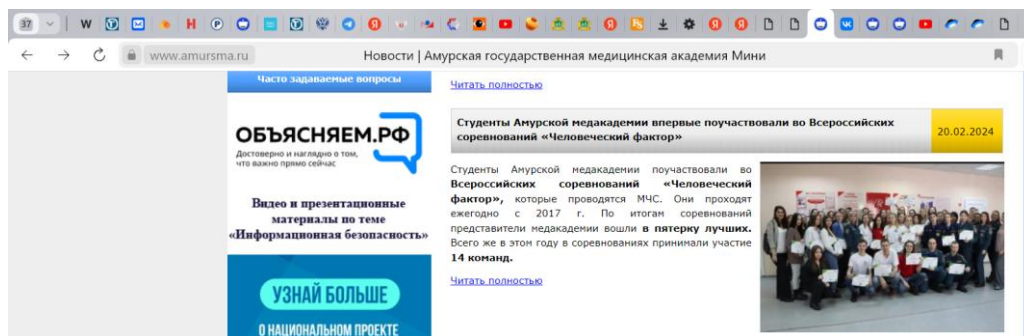 37
www.amursma.ru
Новости | Амурская государственная медицинская академия Мини
Часто задаваемые вопросы
ОБЪЯСНЯЕМ.РФ
Достоверно и наглядно о том,
что важно прямо сейчас
Видео и презентационные
материалы по теме
«Информационная безопасность»
УЗНАЙ БОЛЬШЕ
О НАЦИОНАЛЬНОМ ПРОЕКТЕ
Читать полностью
Студенты Амурской медакадемии впервые поучаствовали во Всероссийских
соревнований «Человеческий фактор»
20.02.2024
Студенты Амурской медакадемии поучаствовали во
Всероссийских соревнований «Человеческий
фактор», которые проводятся МЧС. Они проходят
ежегодно с 2017 г. По итогам соревнований
представители медакадемии вошли в пятерку лучших.
Всего же в этом году в соревнованиях принимали участие
14 команд.
Читать полностью